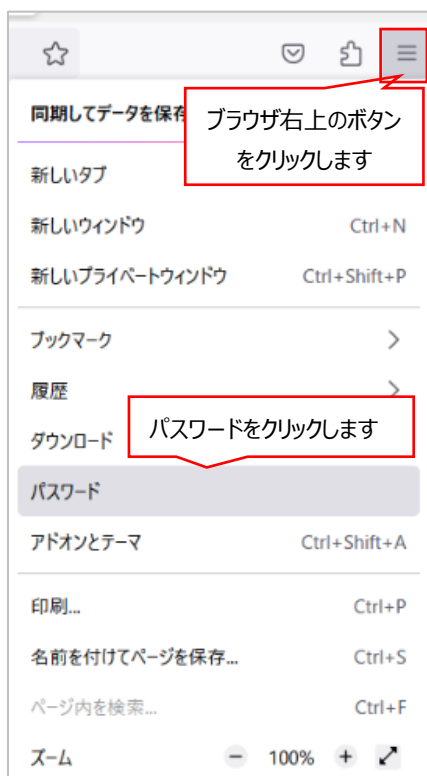 同期してデータを保存
ブラウザ右上のボタン
をクリックします
新しいタブ
新しいウィンドウ Ctrl+N
新しいプライベートウィンドウ Ctrl+Shift+P
ブックマーク
履歴
ダウンロード
パスワードをクリックします
パスワード
アドオンとテーマ Ctrl+Shift+A
印刷... Ctrl+P
名前を付けてページを保存... Ctrl+S
ページ内を検索... Ctrl+F
ズーム − 100% +